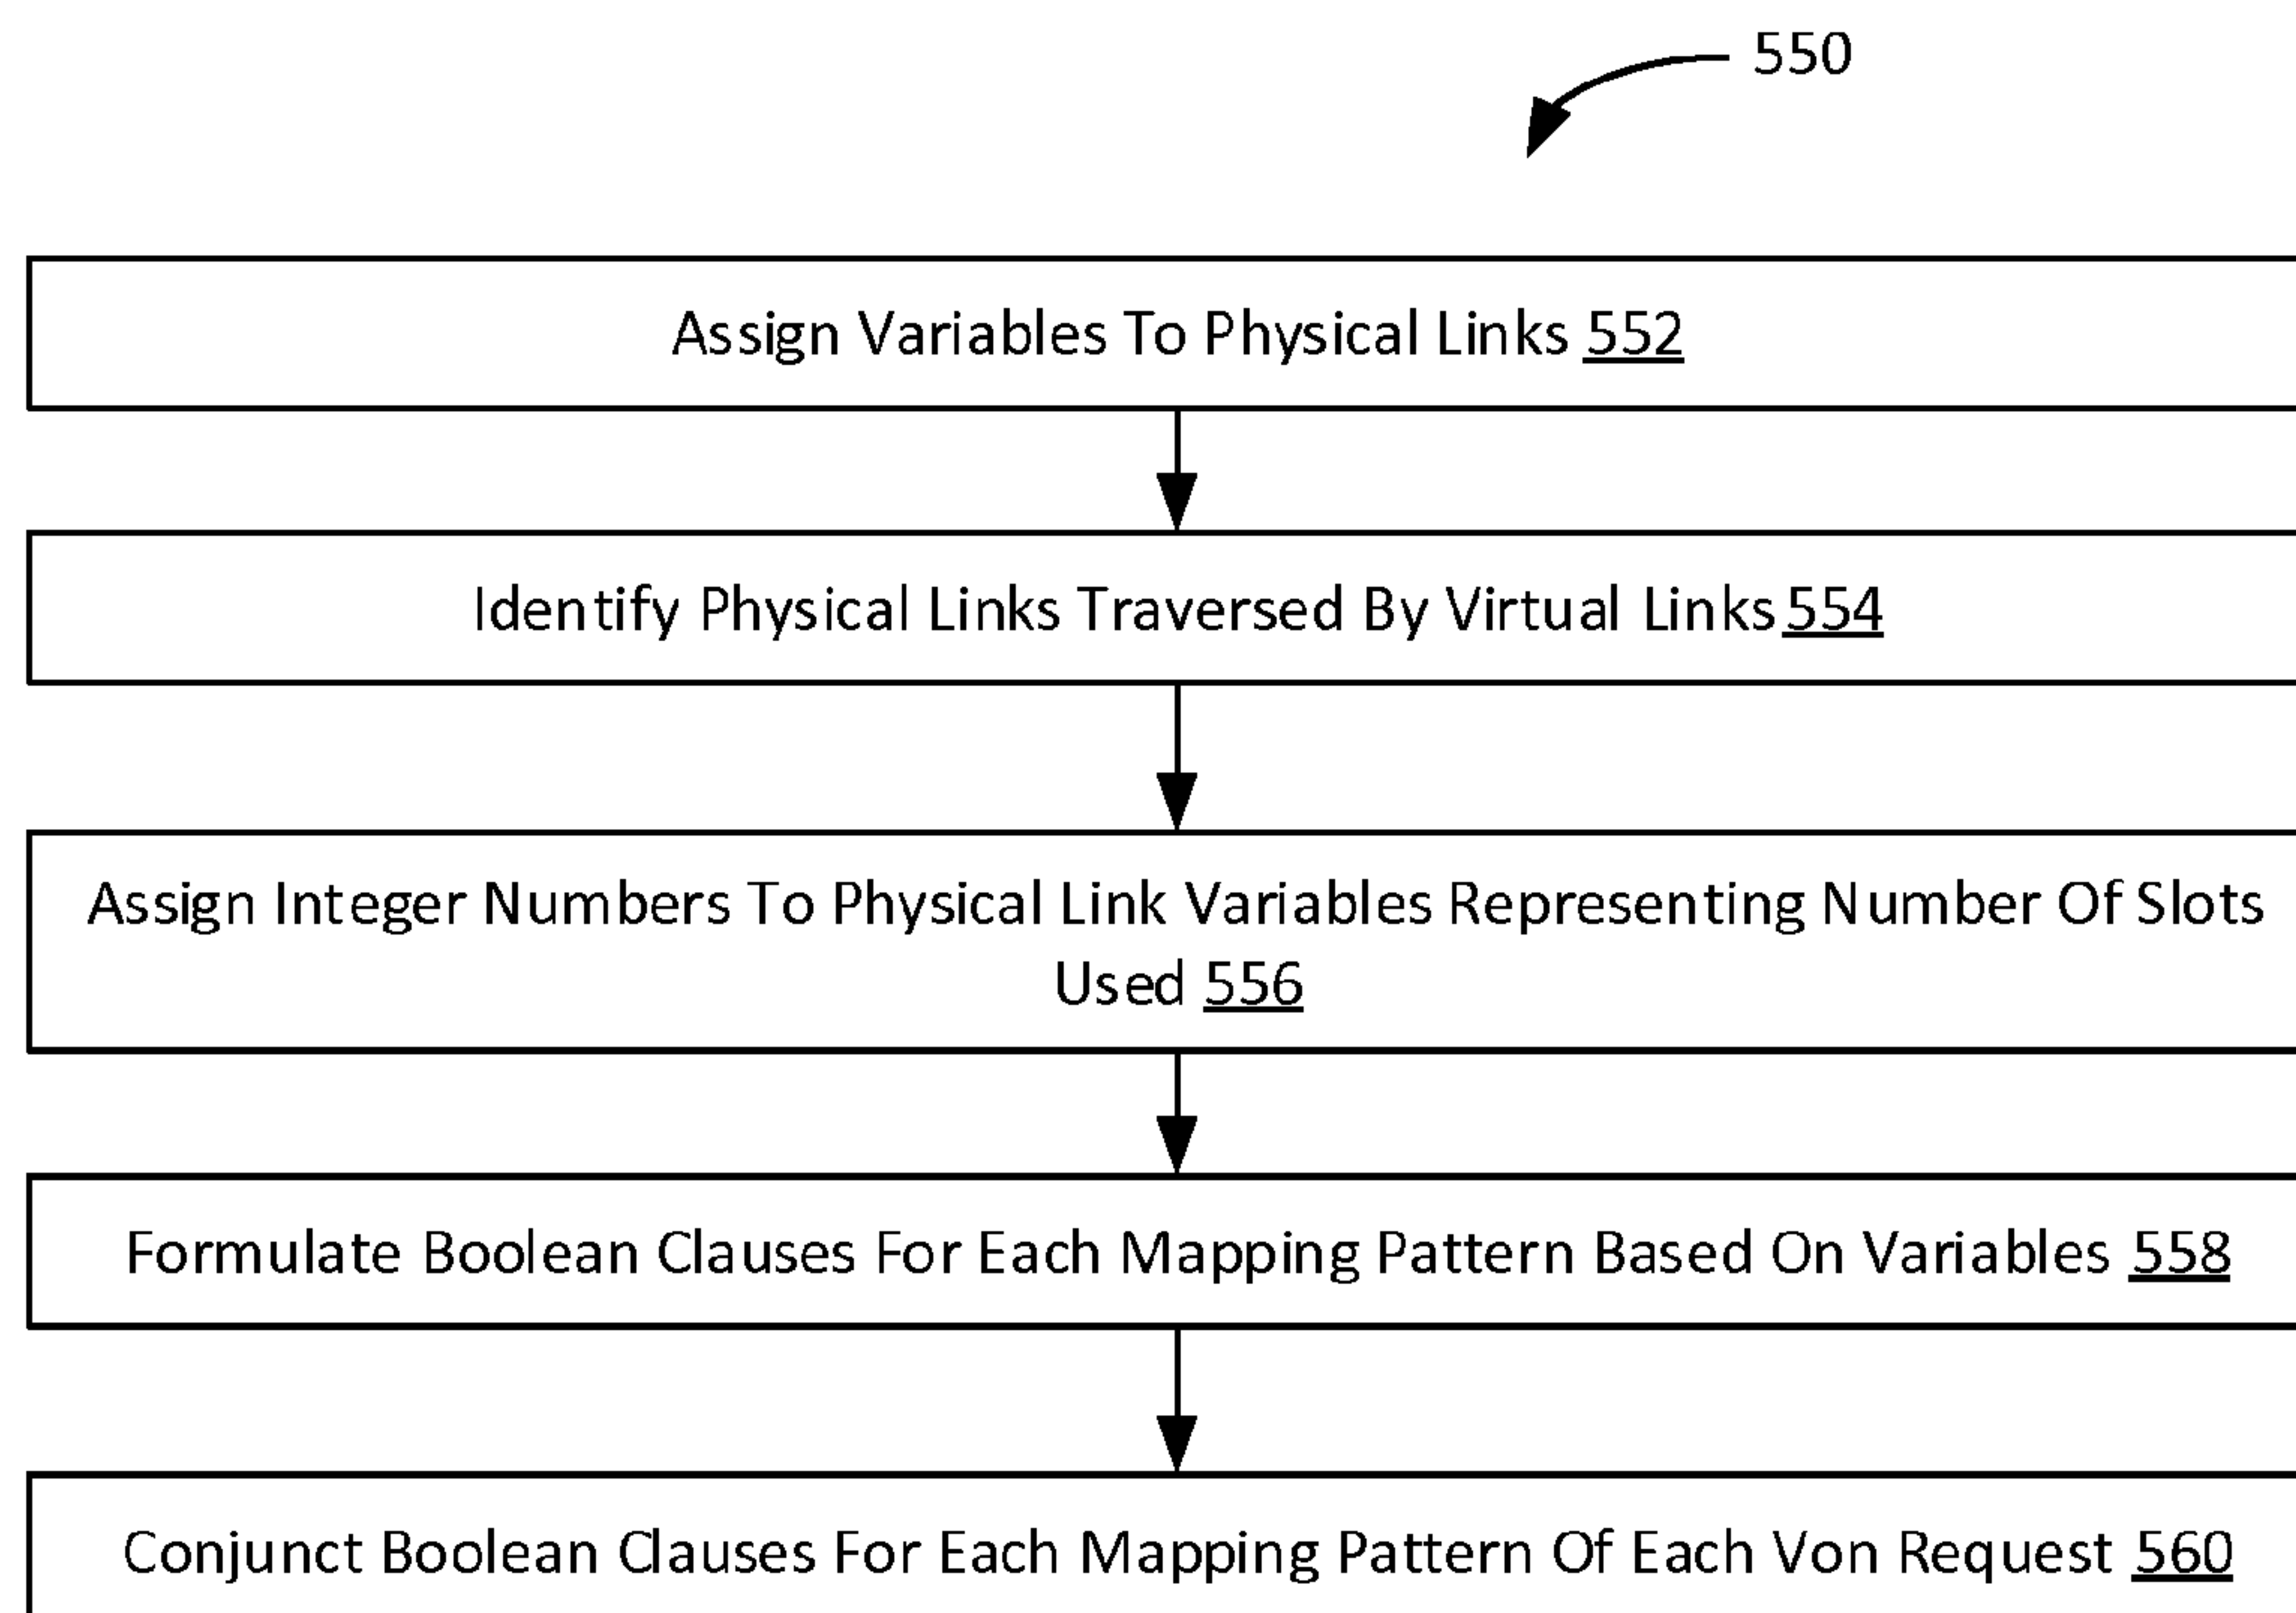 550
Assign Variables To Physical Links 552
Identify Physical Links Traversed By Virtual Links 554
Assign Integer Numbers To Physical Link Variables Representing Number Of Slots
Used 556
Formulate Boolean Clauses For Each Mapping Pattern Based On Variables 558
Conjunct Boolean Clauses For Each Mapping Pattern Of Each Von Request 560